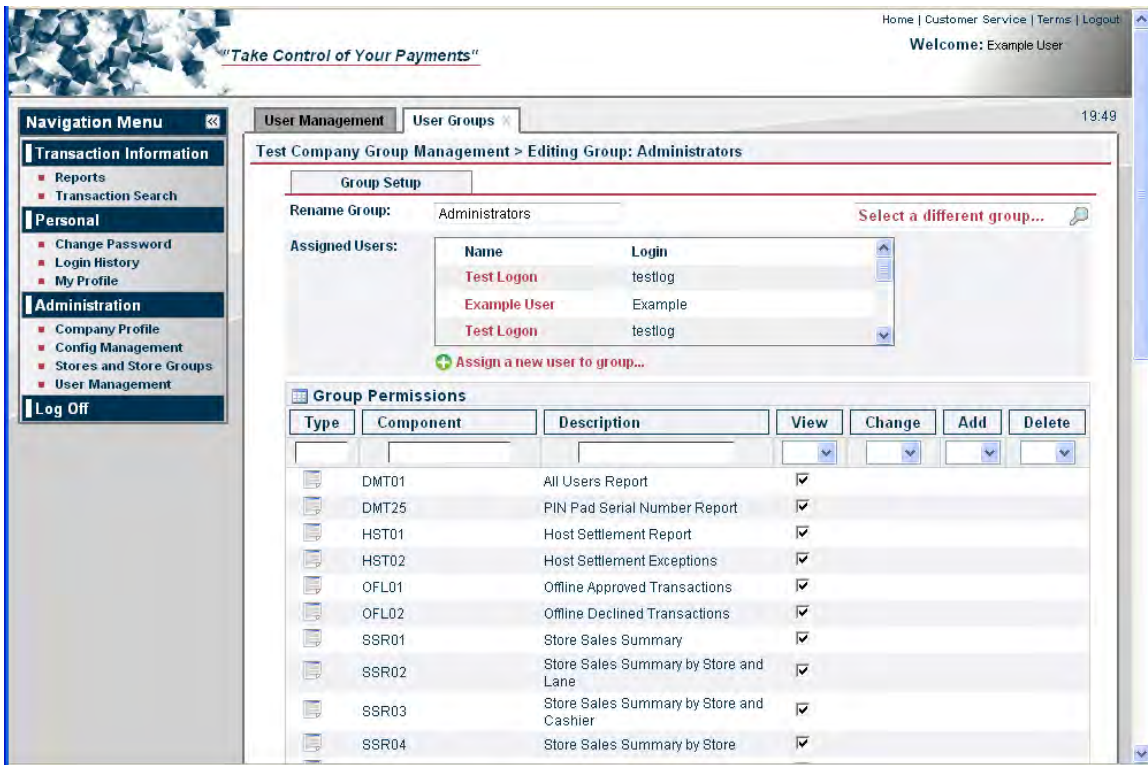 Home | Customer Service | Terms | Logout
"Take Control of Your Payments"
Welcome: Example User
Navigation Menu
Transaction Information
Reports
Transaction Search
Personal
Change Password
Login History
My Profile
Administration
Company Profile
Config Management
Stores and Store Groups
User Management
Log Off
User Management User Groups × 19:49
Test Company Group Management > Editing Group: Administrators
Group Setup
Rename Group: Administrators Select a different group...
Assigned Users:
Name Login
Test Logon testlog
Example User Example
Test Logon testlog
Assign a new user to group...
Group Permissions
Type Component Description View Change Add Delete
DMT01 All Users Report
DMT25 PIN Pad Serial Number Report
HST01 Host Settlement Report
HST02 Host Settlement Exceptions
OFL01 Offline Approved Transactions
OFL02 Offline Declined Transactions
SSR01 Store Sales Summary
SSR02 Store Sales Summary by Store and
Lane
SSR03 Store Sales Summary by Store and
Cashier
SSR04 Store Sales Summary by Store